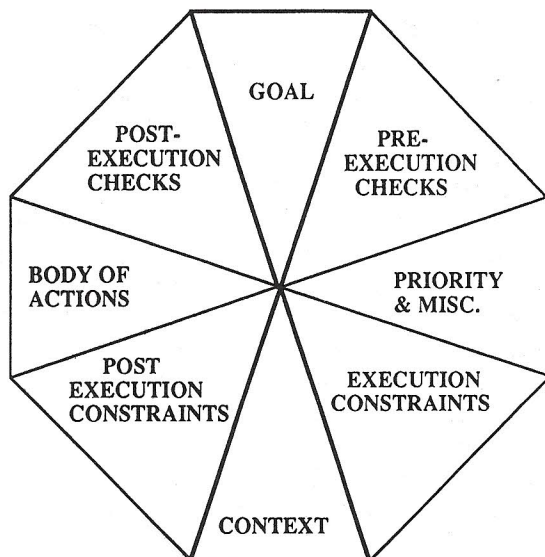 GOAL
POST-
EXECUTION
CHECKS
PRE-
EXECUTION
CHECKS
BODY OF
ACTIONS
PRIORITY
& MISC.
POST
EXECUTION
CONSTRAINTS
EXECUTION
CONSTRAINTS
CONTEXT